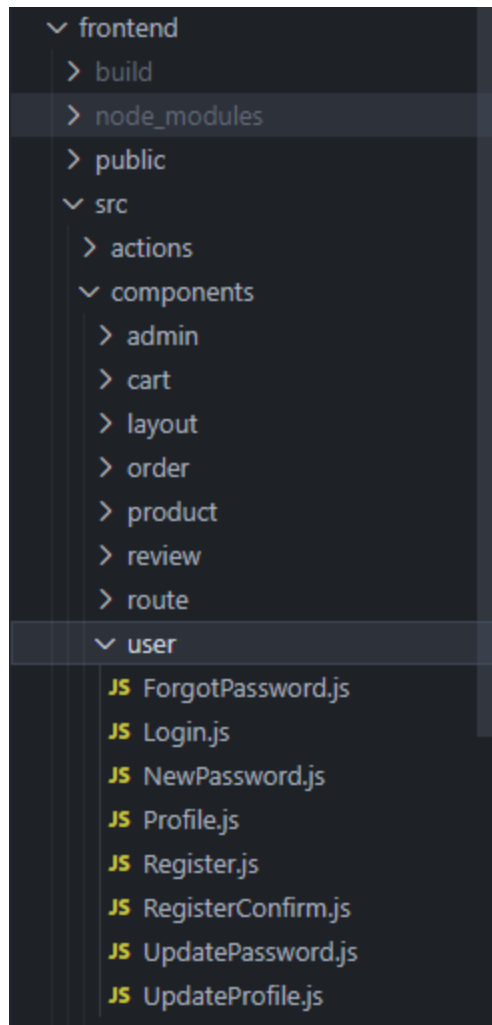 frontend
build
node_modules
public
src
actions
components
admin
cart
layout
order
product
review
route
user
JS ForgotPassword.js
JS Login.js
JS NewPassword.js
JS Profile.js
JS Register.js
JS RegisterConfirm.js
JS UpdatePassword.js
JS UpdateProfile.js